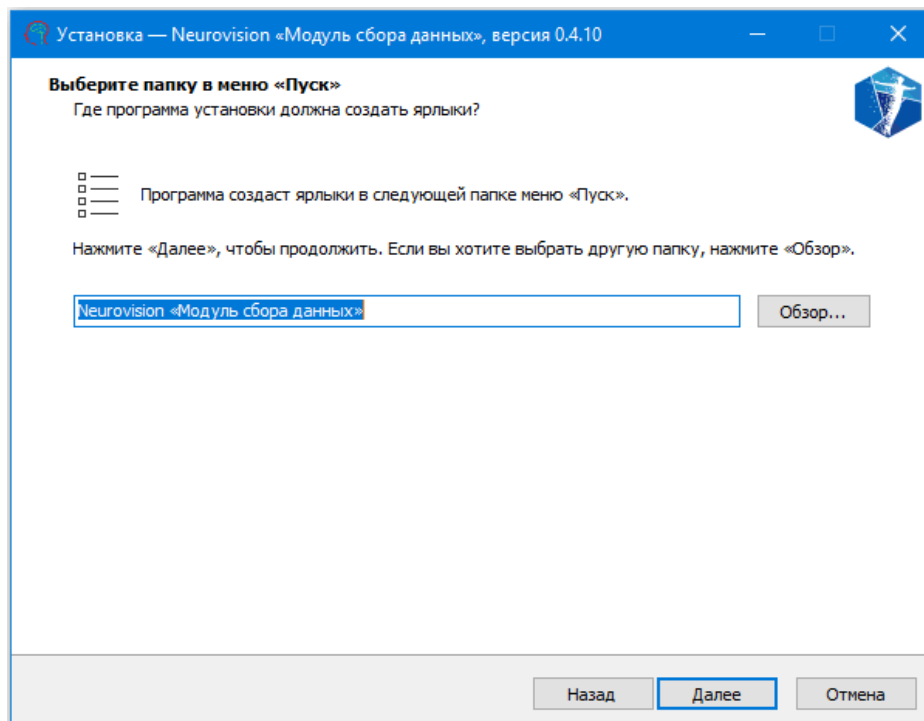 Установка — Neurovision «Модуль сбора данных», версия 0.4.10
Выберите папку в меню «Пуск»
Где программа установки должна создать ярлыки?
Программа создаст ярлыки в следующей папке меню «Пуск».
Нажмите «Далее», чтобы продолжить. Если вы хотите выбрать другую папку, нажмите «Обзор».
Neurovision «Модуль сбора данных»
Обзор...
Назад
Далее
Отмена